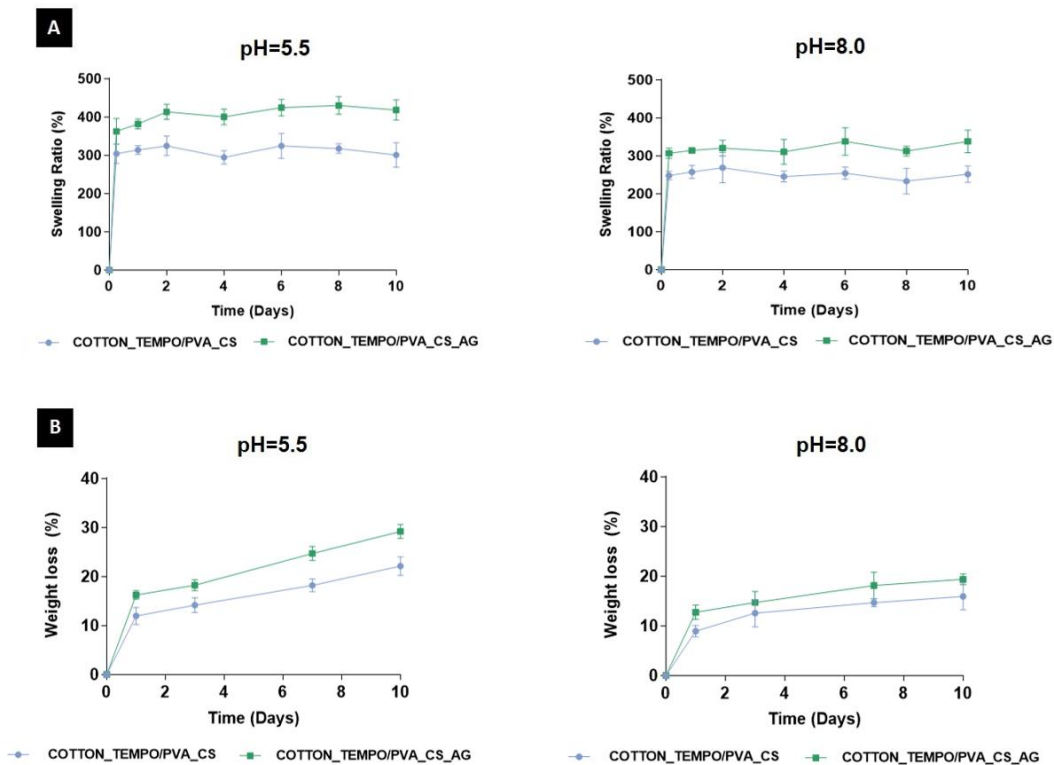 A
pH=5.5
500
400
300
200
100
0
Swelling Ratio (%)
0 2 4 6 8 10
Time (Days)
COTTON_TEMPO/PVA_CS COTTON_TEMPO/PVA_CS_AG
pH=8.0
500
400
300
200
100
0
Swelling Ratio (%)
0 2 4 6 8 10
Time (Days)
COTTON_TEMPO/PVA_CS COTTON_TEMPO/PVA_CS_AG
B
pH=5.5
40
30
20
10
0
Weight loss (%)
0 2 4 6 8 10
Time (Days)
COTTON_TEMPO/PVA_CS COTTON_TEMPO/PVA_CS_AG
pH=8.0
40
30
20
10
0
Weight loss (%)
0 2 4 6 8 10
Time (Days)
COTTON_TEMPO/PVA_CS COTTON_TEMPO/PVA_CS_AG